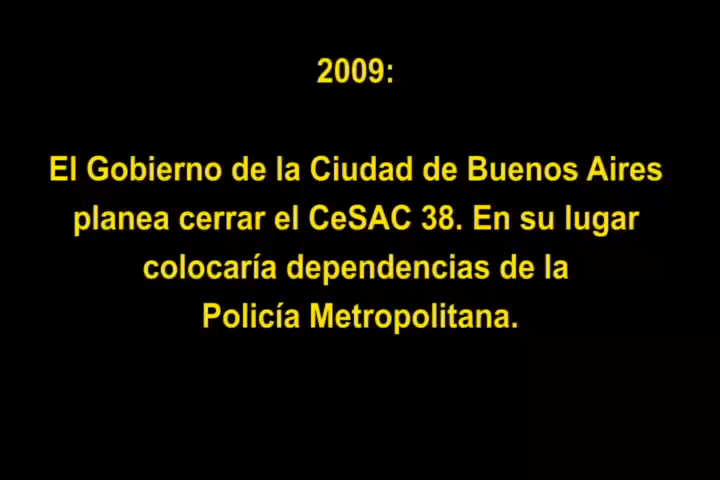 2009:
El Gobierno de la Ciudad de Buenos Aires
planea cerrar el CeSAC 38. En su lugar
colocaría dependencias de la
Policía Metropolitana.